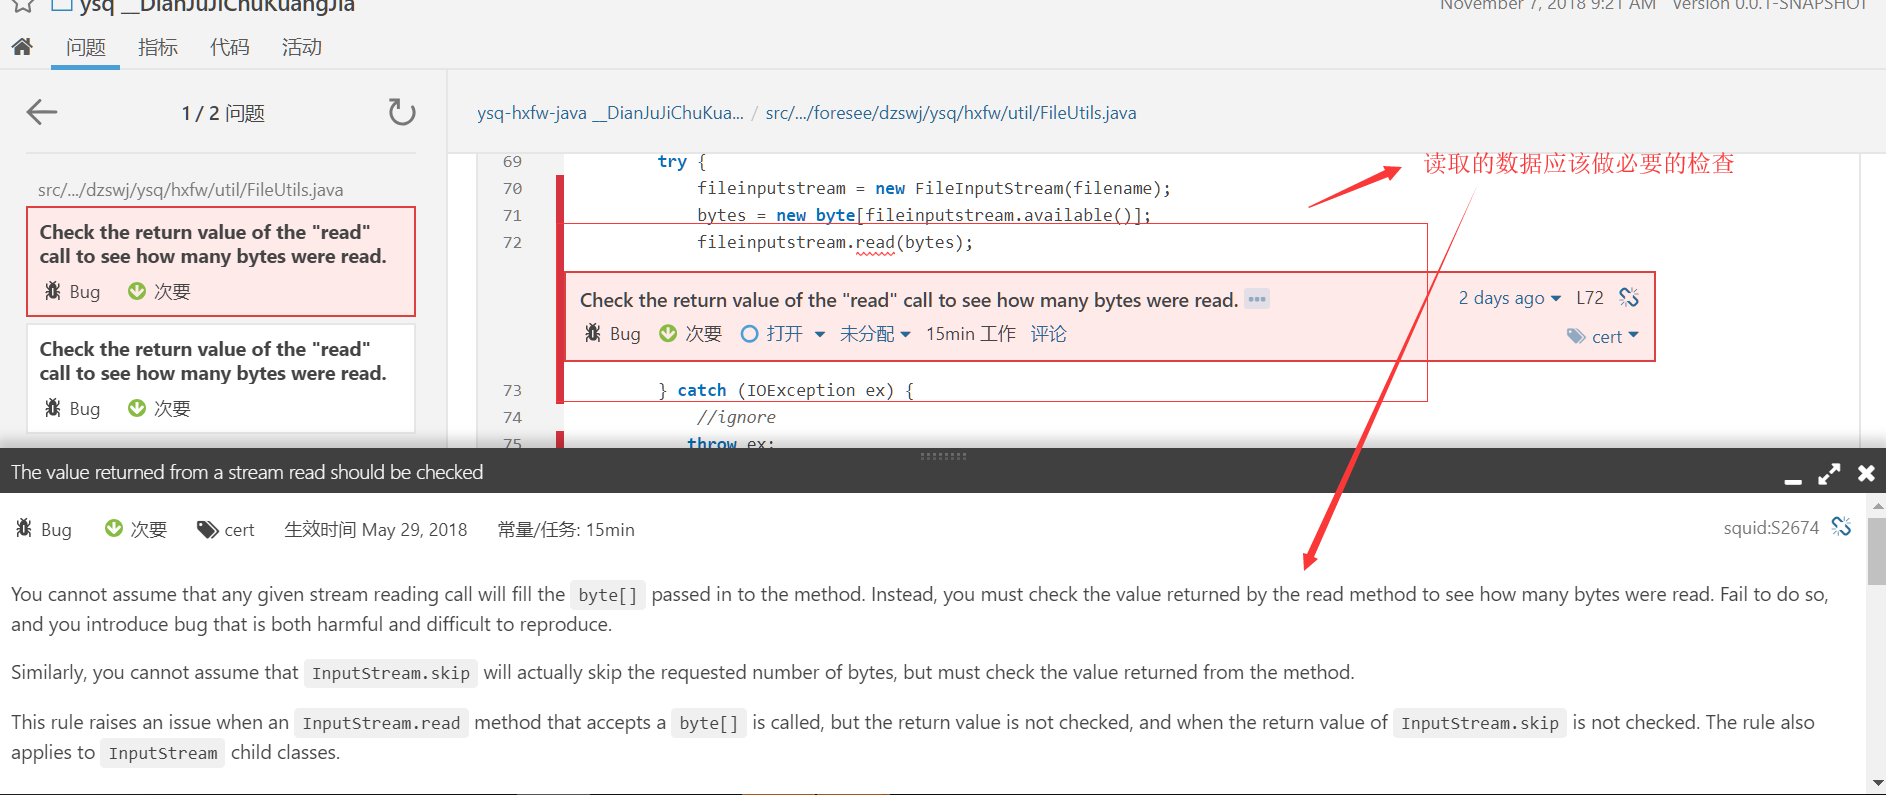 ysq __DianJuJiChuKuangJia
November 7, 2018 9:21 AM Version 0.0.1-SNAPSHOT
问题 指标 代码 活动
1 / 2 问题
ysq-hxfw-java __DianJuJiChuKua... / src/.../foresee/dzswj/ysq/hxfw/util/FileUtils.java
src/.../dzswj/ysq/hxfw/util/FileUtils.java
Check the return value of the "read"
call to see how many bytes were read.
Bug 次要
Check the return value of the "read"
call to see how many bytes were read.
Bug 次要
69 try {
70 fileinputstream = new FileInputStream(filename);
71 bytes = new byte[fileinputstream.available()];
72 fileinputstream.read(bytes);
读取的数据应该做必要的检查
Check the return value of the "read" call to see how many bytes were read. ...
2 days ago L72
Bug 次要 打开 未分配 15min 工作 评论
cert
73 } catch (IOException ex) {
74 //ignore
75 throw ex;
The value returned from a stream read should be checked
Bug 次要 cert 生效时间 May 29, 2018 常量/任务: 15min
squid:S2674
You cannot assume that any given stream reading call will fill the byte[] passed in to the method. Instead, you must check the value returned by the read method to see how many bytes were read. Fail to do so,
and you introduce bug that is both harmful and difficult to reproduce.
Similarly, you cannot assume that InputStream.skip will actually skip the requested number of bytes, but must check the value returned from the method.
This rule raises an issue when an InputStream.read method that accepts a byte[] is called, but the return value is not checked, and when the return value of InputStream.skip is not checked. The rule also
applies to InputStream child classes.